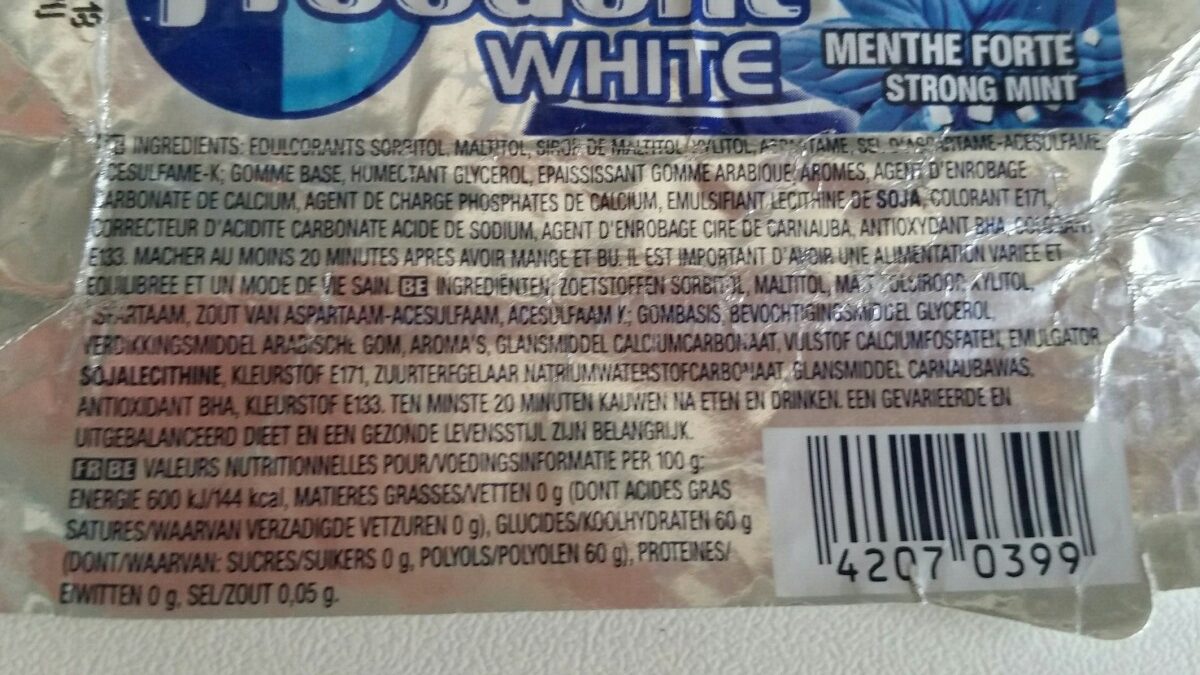 WHITE
MENTHE FORTE
STRONG MINT
INGREDIENTS: EDULCORANTS SORBITOL, MALTITOL, SIROP DE MALTITOL, XYLITOL, ASPARTAME, SEL D'ASPARTAME-ACESULFAME,
ACESULFAME-K; GOMME BASE, HUMECTANT GLYCEROL, EPAISSISSANT GOMME ARABIQUE, AROMES, AGENT D'ENROBAGE
CARBONATE DE CALCIUM, AGENT DE CHARGE PHOSPHATES DE CALCIUM, EMULSIFIANT LECITHINE DE SOJA, COLORANT E171,
CORRECTEUR D'ACIDITE CARBONATE ACIDE DE SODIUM, AGENT D'ENROBAGE CIRE DE CARNAUBA, ANTIOXYDANT BHA, COLORANT
E133. MACHER AU MOINS 20 MINUTES APRES AVOIR MANGE ET BU. IL EST IMPORTANT D'AVOIR UNE ALIMENTATION VARIEE ET
EQUILIBREE ET UN MODE DE VIE SAIN. BE INGREDIËNTEN: ZOETSTOFFEN SORBITOL, MALTITOL, XYLITOL,
ASPARTAAM, ZOUT VAN ASPARTAAM-ACESULFAAM, ACESULFAAM K; GOMBASIS, BEVOCHTIGINGSMIDDEL GLYCEROL,
VERDIKKINGSMIDDEL ARABISCHE GOM, AROMA'S, GLANSMIDDEL CALCIUMCARBONAAT, VULSTOF CALCIUMFOSFATEN, EMULGATOR
SOJALECITHINE, KLEURSTOF E171, ZUURTEREGELAAR NATRIUMWATERSTOFCARBONAAT, GLANSMIDDEL CARNAUBAWAS,
ANTIOXIDANT BHA, KLEURSTOF E133. TEN MINSTE 20 MINUTEN KAUWEN NA ETEN EN DRINKEN. EEN GEVARIEERDE EN
UITGEBALANCEERD DIEET EN EEN GEZONDE LEVENSSTIJL ZIJN BELANGRIJK.
FR BE VALEURS NUTRITIONNELLES POUR/VOEDINGSINFORMATIE PER 100 g:
ENERGIE 600 kJ/144 kcal, MATIERES GRASSES/VETTEN 0 g (DONT ACIDES GRAS
SATURES/WAARVAN VERZADIGDE VETZUREN 0 g), GLUCIDES/KOOLHYDRATEN 60 g
(DONT/WAARVAN: SUCRES/SUIKERS 0 g, POLYOLS/POLYOLEN 60 g), PROTEINES/
EIWITTEN 0 g, SEL/ZOUT 0,05 g.
4207 0399